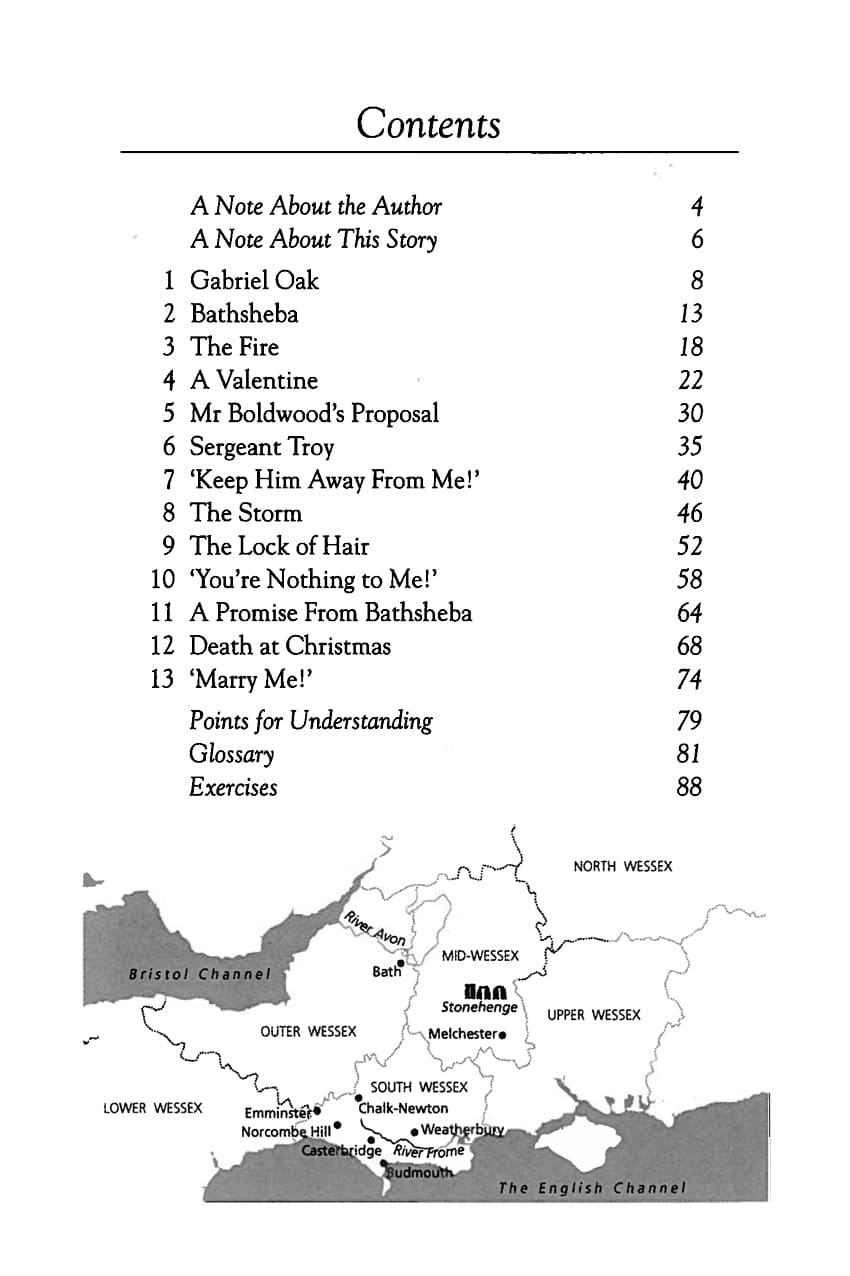 Contents
A Note About the Author 4
A Note About This Story 6
1 Gabriel Oak 8
2 Bathsheba 13
3 The Fire 18
4 A Valentine 22
5 Mr Boldwood's Proposal 30
6 Sergeant Troy 35
7 ‘Keep Him Away From Me!’ 40
8 The Storm 46
9 The Lock of Hair 52
10 ‘You're Nothing to Me!’ 58
11 A Promise From Bathsheba 64
12 Death at Christmas 68
13 ‘Marry Me!’ 74
Points for Understanding 79
Glossary 81
Exercises 88
NORTH WESSEX
River Avon
MID-WESSEX
Bristol Channel
Bath
Stonehenge
UPPER WESSEX
OUTER WESSEX
Melchester
SOUTH WESSEX
LOWER WESSEX
Emminster
Chalk-Newton
Norcombe Hill
Weatherbury
Casterbridge
River Frome
Budmouth
The English Channel